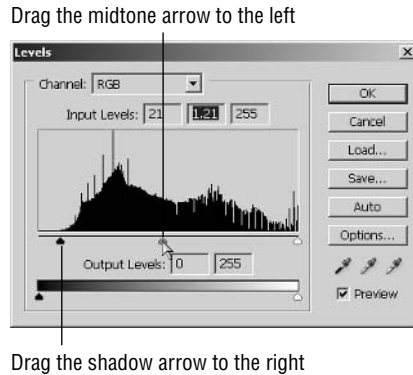 Drag the midtone arrow to the left
Levels
Channel: RGB
OK
Input Levels: 21 1.21 255
Cancel
Load...
Save...
Auto
Options...
Output Levels: 0 255
Preview
Drag the shadow arrow to the right